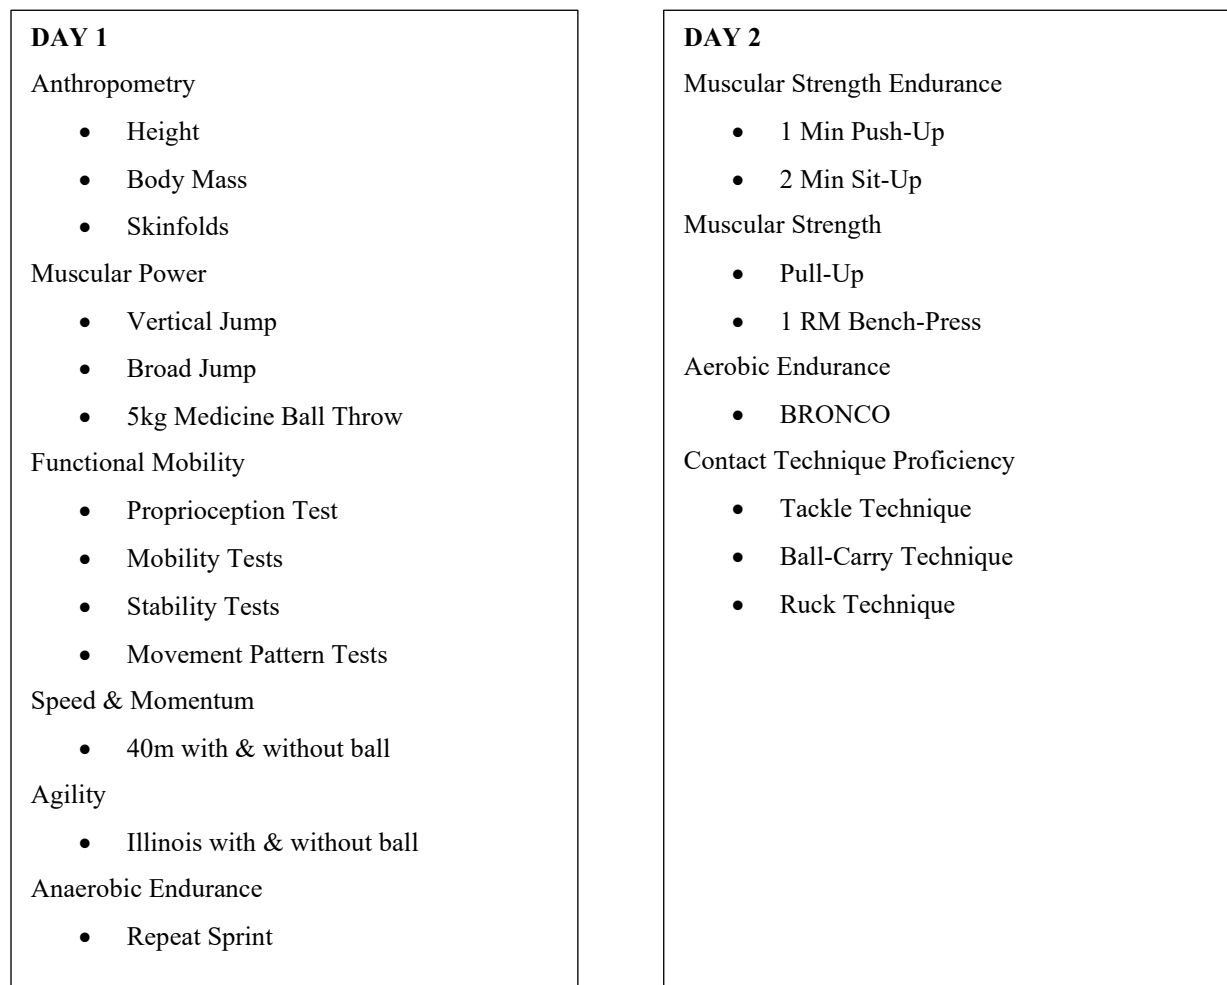 DAY 1
Anthropometry
• Height
• Body Mass
• Skinfolds
Muscular Power
• Vertical Jump
• Broad Jump
• 5kg Medicine Ball Throw
Functional Mobility
• Proprioception Test
• Mobility Tests
• Stability Tests
• Movement Pattern Tests
Speed & Momentum
• 40m with & without ball
Agility
• Illinois with & without ball
Anaerobic Endurance
• Repeat Sprint
DAY 2
Muscular Strength Endurance
• 1 Min Push-Up
• 2 Min Sit-Up
Muscular Strength
• Pull-Up
• 1 RM Bench-Press
Aerobic Endurance
• BRONCO
Contact Technique Proficiency
• Tackle Technique
• Ball-Carry Technique
• Ruck Technique